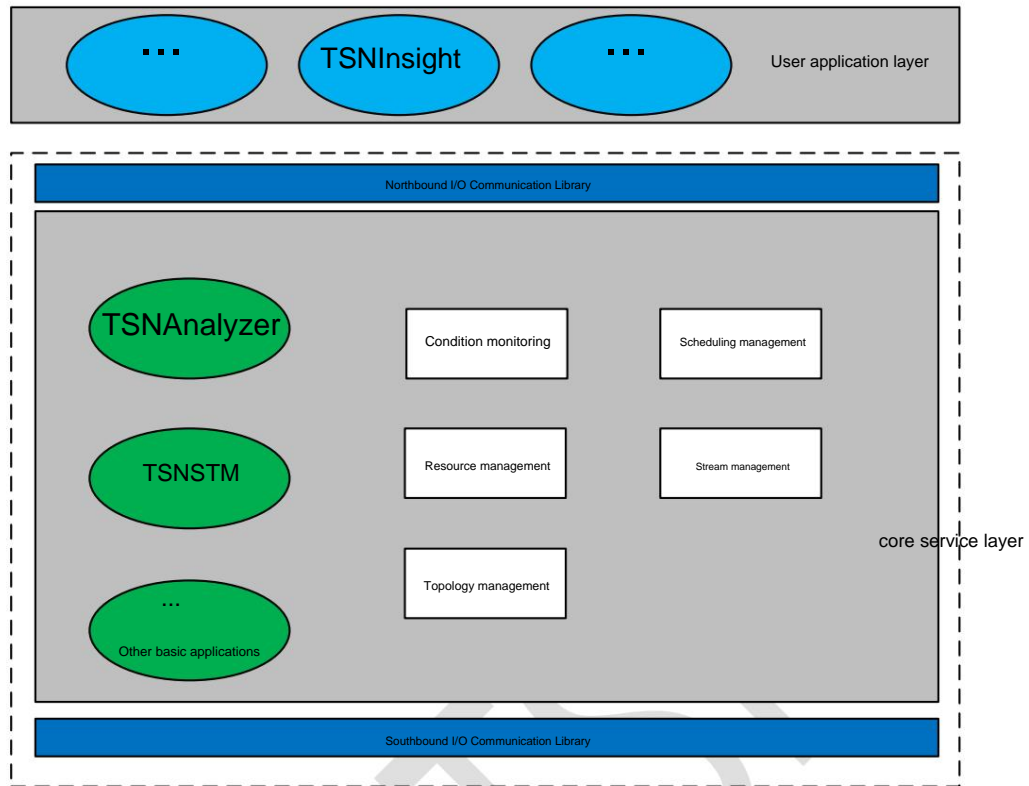 ...
TSNInsight
...
User application layer
Northbound I/O Communication Library
TSNAnalyzer
Condition monitoring
Scheduling management
TSNSTM
Resource management
Stream management
core service layer
Topology management
...
Other basic applications
Southbound I/O Communication Library